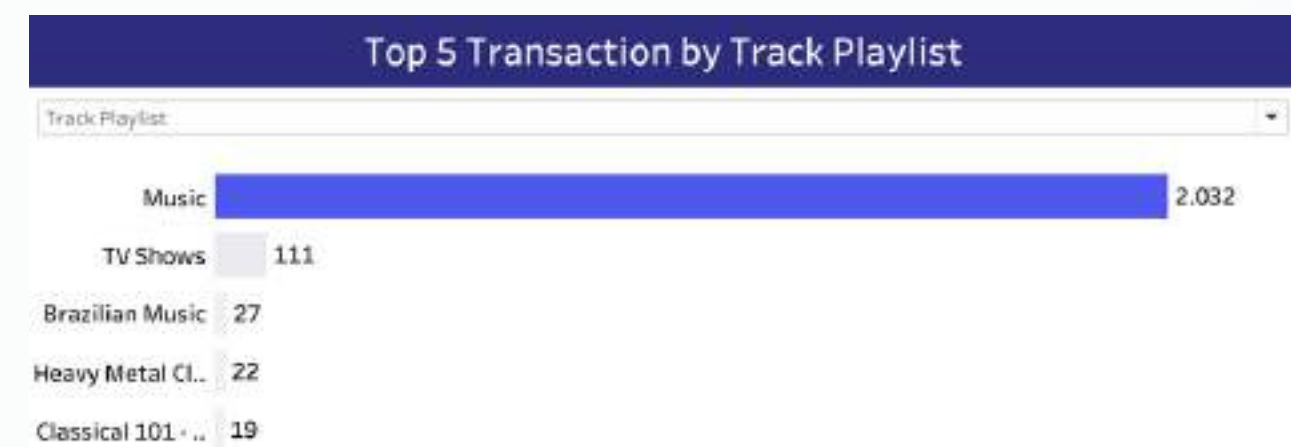 Top 5 Transaction by Track Playlist
Track Playlist
Music 2.032
TV Shows 111
Brazilian Music 27
Heavy Metal Cl.. 22
Classical 101 - .. 19